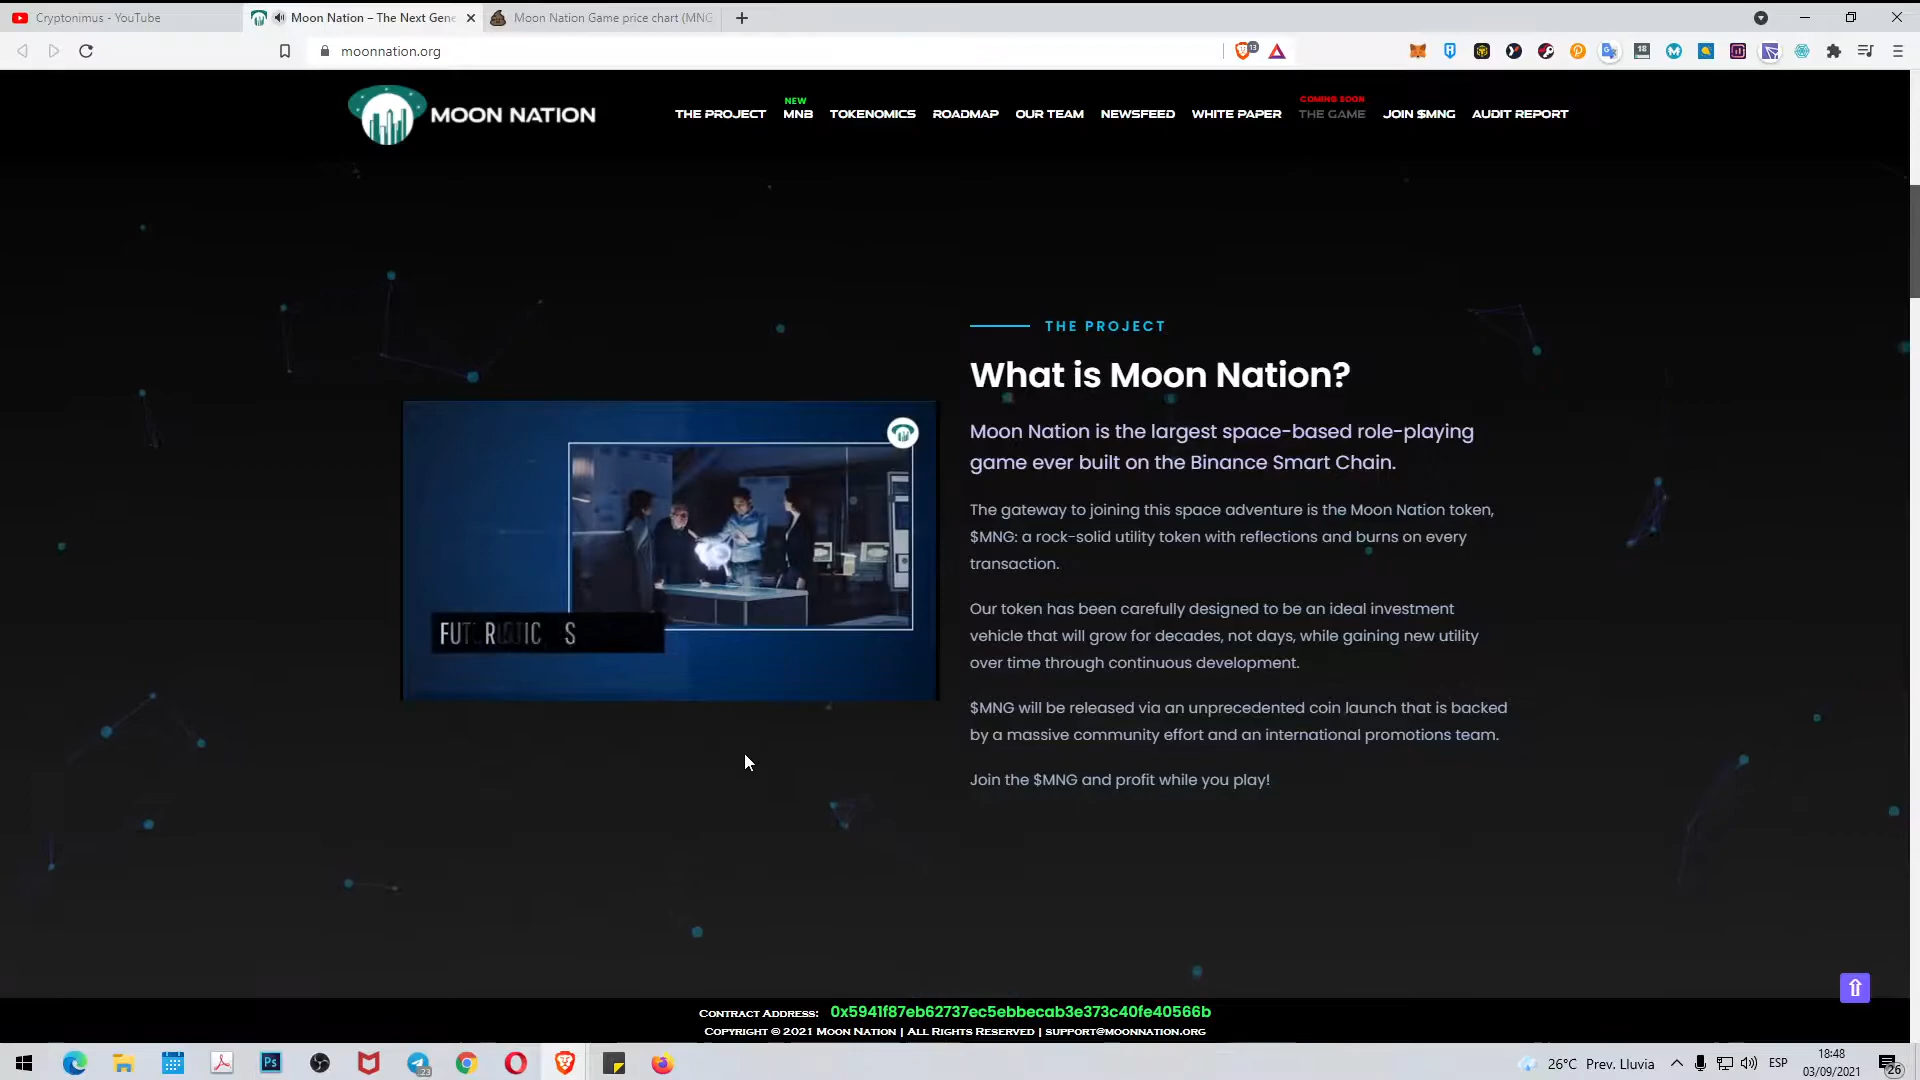 Cryptonimus - YouTube
Moon Nation – The Next Gene
Moon Nation Game price chart (MNG
moonnation.org
13
18
MOON NATION
THE PROJECT
NEW
MNB
TOKENOMICS
ROADMAP
OUR TEAM
NEWSFEED
WHITE PAPER
COMING SOON
THE GAME
JOIN $MNG
AUDIT REPORT
THE PROJECT
What is Moon Nation?
Moon Nation is the largest space-based role-playing
game ever built on the Binance Smart Chain.
The gateway to joining this space adventure is the Moon Nation token,
$MNG: a rock-solid utility token with reflections and burns on every
transaction.
Our token has been carefully designed to be an ideal investment
vehicle that will grow for decades, not days, while gaining new utility
over time through continuous development.
$MNG will be released via an unprecedented coin launch that is backed
by a massive community effort and an international promotions team.
Join the $MNG and profit while you play!
Contract Address: 0x5941f87eb62737ec5ebbecab3e373c40fe40566b
Copyright © 2021 Moon Nation | All Rights Reserved | support@moonnation.org
Ps
23
26°C Prev. Lluvia
ESP
18:48
03/09/2021
26